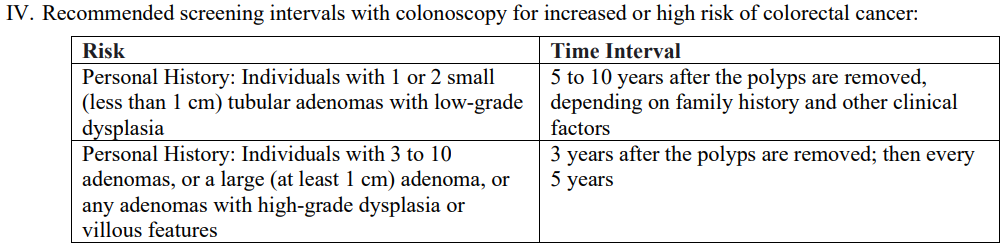 IV. Recommended screening intervals with colonoscopy for increased or high risk of colorectal cancer:
Risk
Time Interval
Personal History: Individuals with 1 or 2 small
(less than 1 cm) tubular adenomas with low-grade
dysplasia
5 to 10 years after the polyps are removed,
depending on family history and other clinical
factors
Personal History: Individuals with 3 to 10
adenomas, or a large (at least 1 cm) adenoma, or
any adenomas with high-grade dysplasia or
villous features
3 years after the polyps are removed; then every
5 years